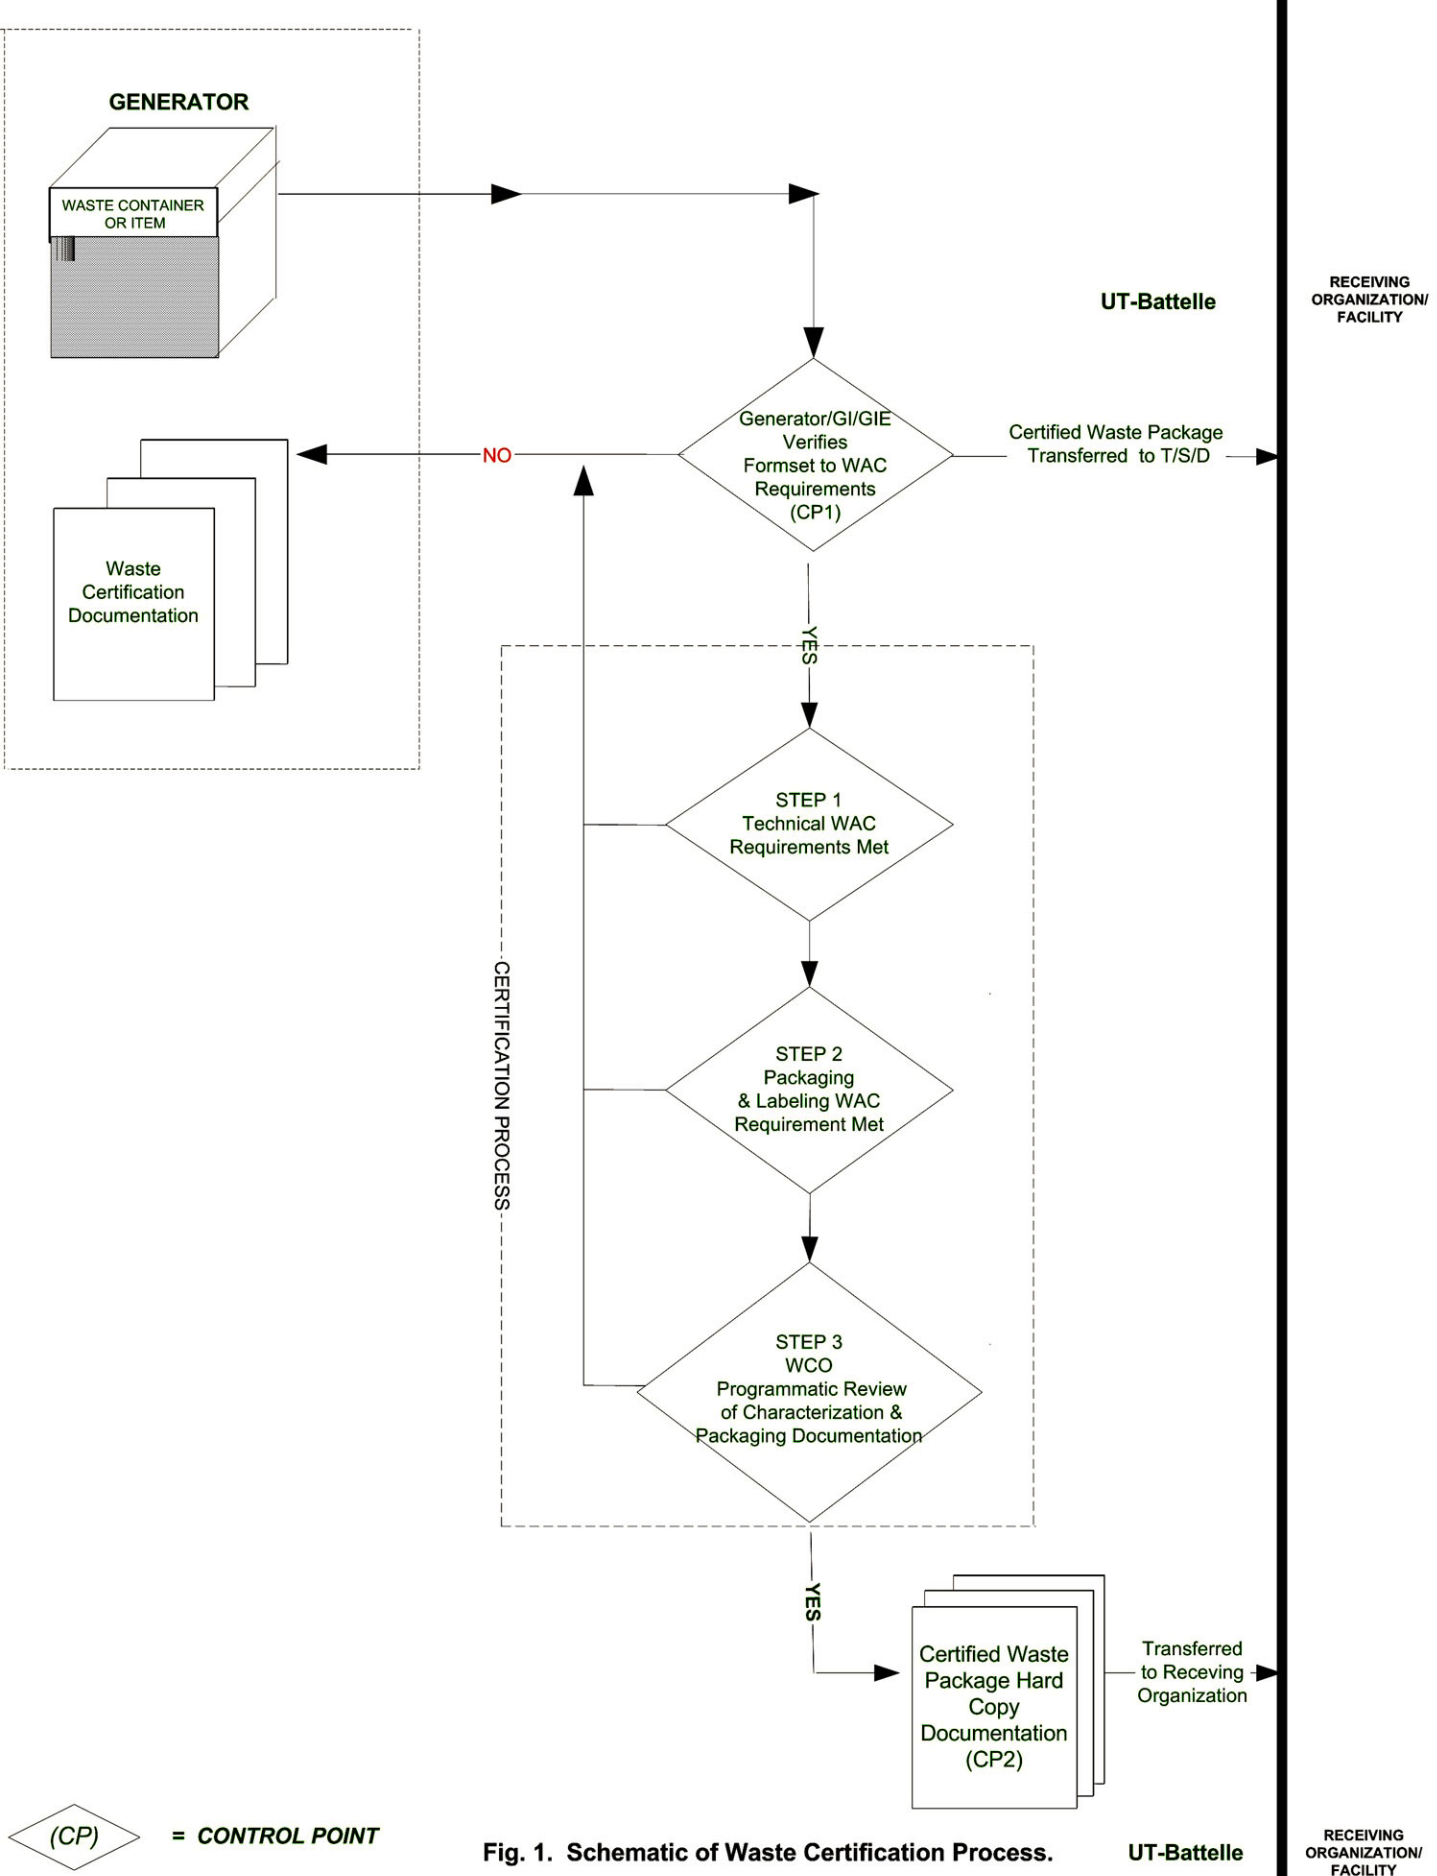 GENERATOR
WASTE CONTAINER
OR ITEM
UT-Battelle
RECEIVING
ORGANIZATION/
FACILITY
Generator/GI/GIE
Verifies
Formset to WAC
Requirements
(CP1)
NO
Certified Waste Package
Transferred to T/S/D
Waste
Certification
Documentation
YES
STEP 1
Technical WAC
Requirements Met
CERTIFICATION PROCESS
STEP 2
Packaging
& Labeling WAC
Requirement Met
STEP 3
WCO
Programmatic Review
of Characterization &
Packaging Documentation
YES
Certified Waste
Package Hard
Copy
Documentation
(CP2)
Transferred
to Receving
Organization
(CP)
= CONTROL POINT
Fig. 1. Schematic of Waste Certification Process.
UT-Battelle
RECEIVING
ORGANIZATION/
FACILITY